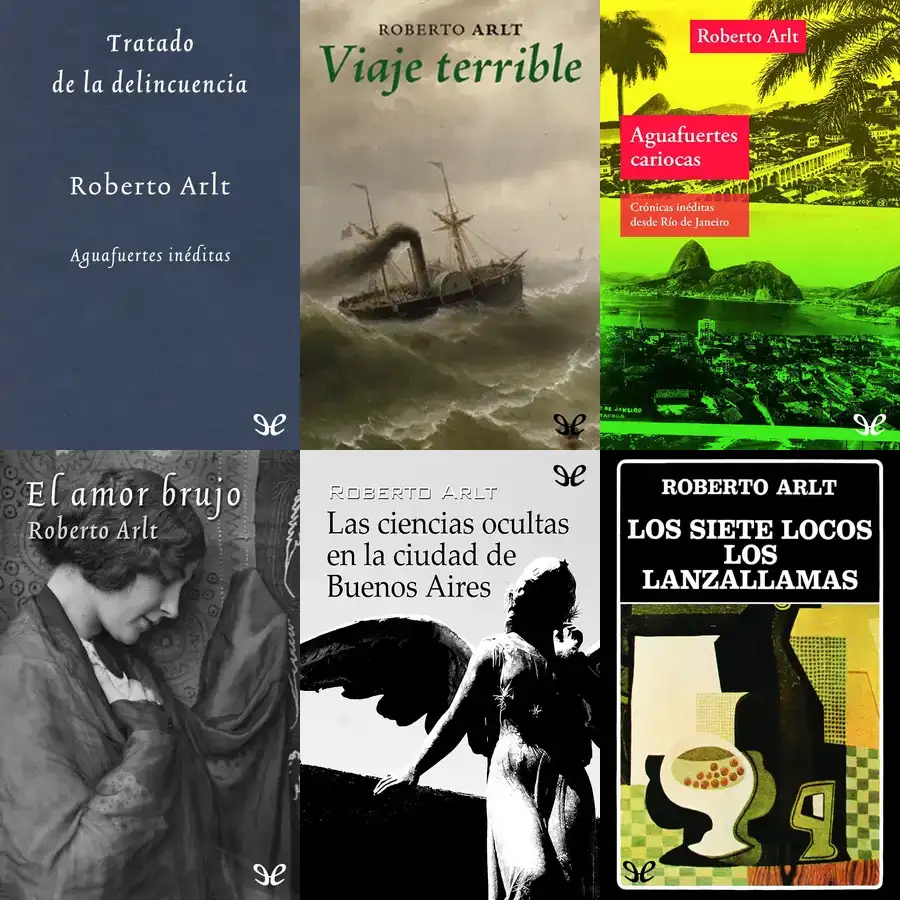 Tratado
de la delincuencia
Roberto Arlt
Aguafuertes inéditas
ROBERTO ARLT
Viaje terrible
Roberto Arlt
Aguafuertes
cariocas
Crónicas inéditas
desde Río de Janeiro
DE JANEIRO
El amor brujo
Roberto Arlt
ROBERTO ARLT
Las ciencias ocultas
en la ciudad de
Buenos Aires
ROBERTO ARLT
LOS SIETE LOCOS
LOS
LANZALLAMAS